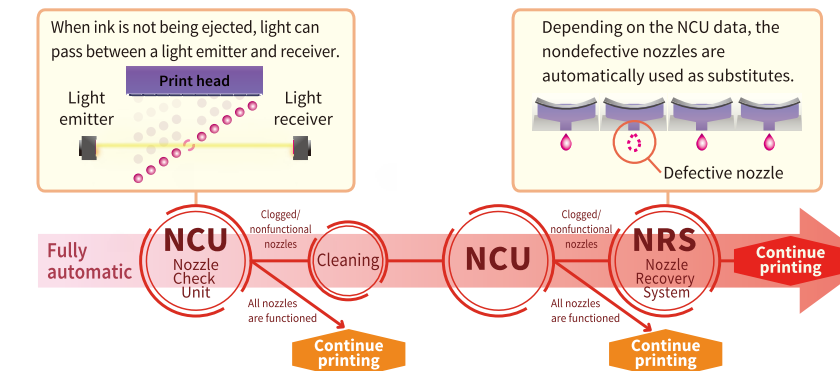 When ink is not being ejected, light can
pass between a light emitter and receiver.
Print head
Light
emitter
Light
receiver
Depending on the NCU data, the
nondefective nozzles are
automatically used as substitutes.
Defective nozzle
Fully
automatic
NCU
Nozzle
Check
Unit
Clogged/
nonfunctional
nozzles
Cleaning
All nozzles
are functioned
Continue
printing
NCU
Clogged/
nonfunctional
nozzles
NRS
Nozzle
Recovery
System
All nozzles
are functioned
Continue
printing
Continue
printing